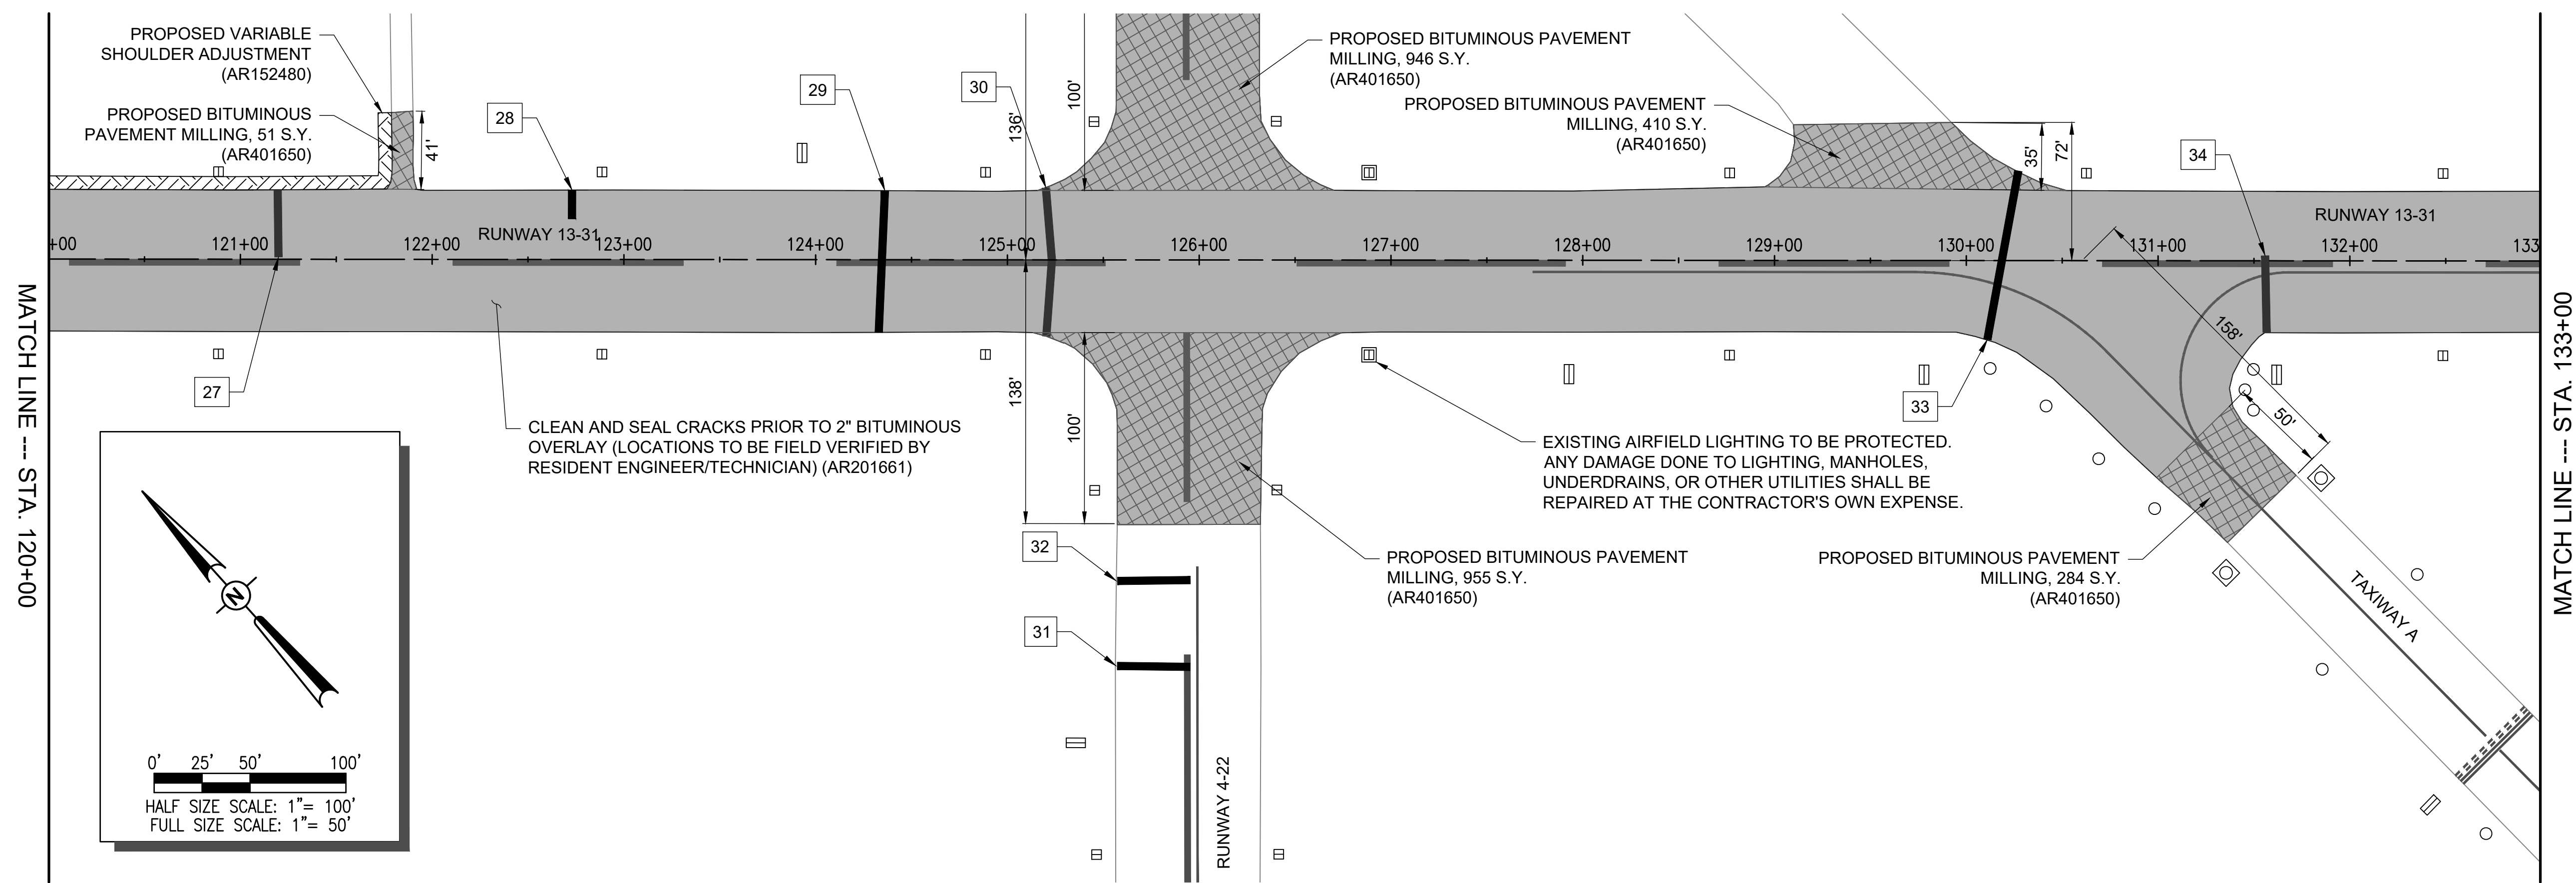 PROPOSED VARIABLE
SHOULDER ADJUSTMENT
(AR152480)
PROPOSED BITUMINOUS
PAVEMENT MILLING, 51 S.Y.
(AR401650)
41'
28
29
30
136'
100'
PROPOSED BITUMINOUS PAVEMENT
MILLING, 946 S.Y.
(AR401650)
PROPOSED BITUMINOUS PAVEMENT
MILLING, 410 S.Y.
(AR401650)
35'
72'
34
RUNWAY 13-31
RUNWAY 13-31
+00
121+00
122+00
123+00
124+00
125+00
126+00
127+00
128+00
129+00
130+00
131+00
132+00
133
MATCH LINE --- STA. 120+00
MATCH LINE --- STA. 133+00
27
138'
100'
158'
50'
33
CLEAN AND SEAL CRACKS PRIOR TO 2" BITUMINOUS
OVERLAY (LOCATIONS TO BE FIELD VERIFIED BY
RESIDENT ENGINEER/TECHNICIAN) (AR201661)
EXISTING AIRFIELD LIGHTING TO BE PROTECTED.
ANY DAMAGE DONE TO LIGHTING, MANHOLES,
UNDERDRAINS, OR OTHER UTILITIES SHALL BE
REPAIRED AT THE CONTRACTOR'S OWN EXPENSE.
32
31
PROPOSED BITUMINOUS PAVEMENT
MILLING, 955 S.Y.
(AR401650)
PROPOSED BITUMINOUS PAVEMENT
MILLING, 284 S.Y.
(AR401650)
TAXIWAY A
RUNWAY 4-22
N
0' 25' 50' 100'
HALF SIZE SCALE: 1"= 100'
FULL SIZE SCALE: 1"= 50'